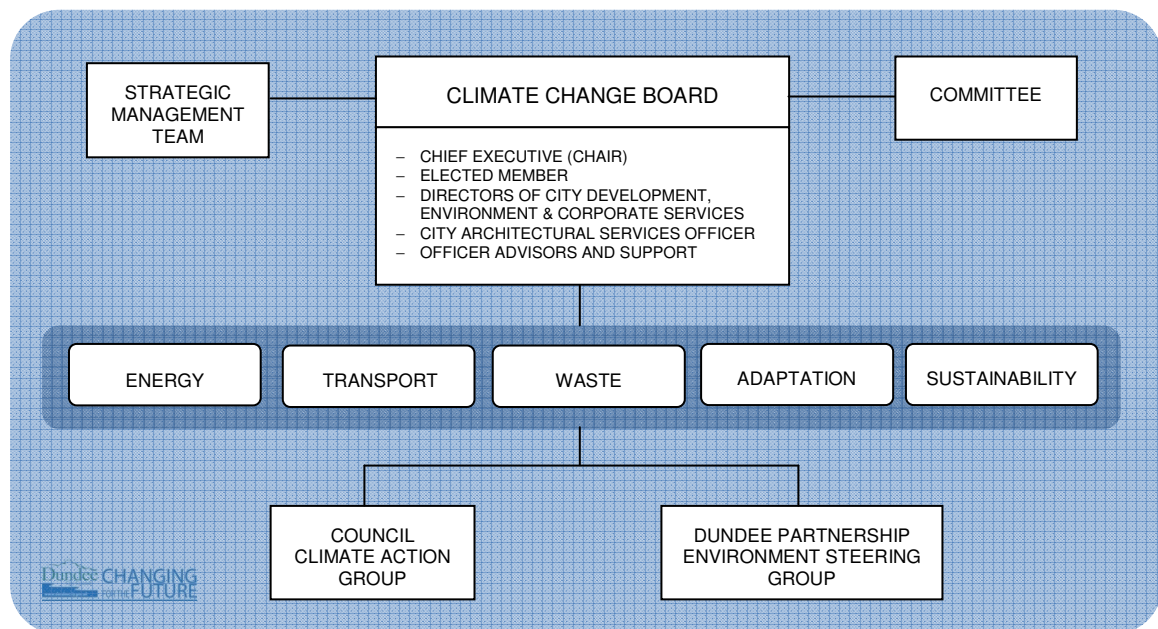 STRATEGIC
MANAGEMENT
TEAM
CLIMATE CHANGE BOARD
COMMITTEE
– CHIEF EXECUTIVE (CHAIR)
– ELECTED MEMBER
– DIRECTORS OF CITY DEVELOPMENT,
ENVIRONMENT & CORPORATE SERVICES
– CITY ARCHITECTURAL SERVICES OFFICER
– OFFICER ADVISORS AND SUPPORT
ENERGY
TRANSPORT
WASTE
ADAPTATION
SUSTAINABILITY
COUNCIL
CLIMATE ACTION
GROUP
DUNDEE PARTNERSHIP
ENVIRONMENT STEERING
GROUP
Dundee CHANGING
FOR THE FUTURE